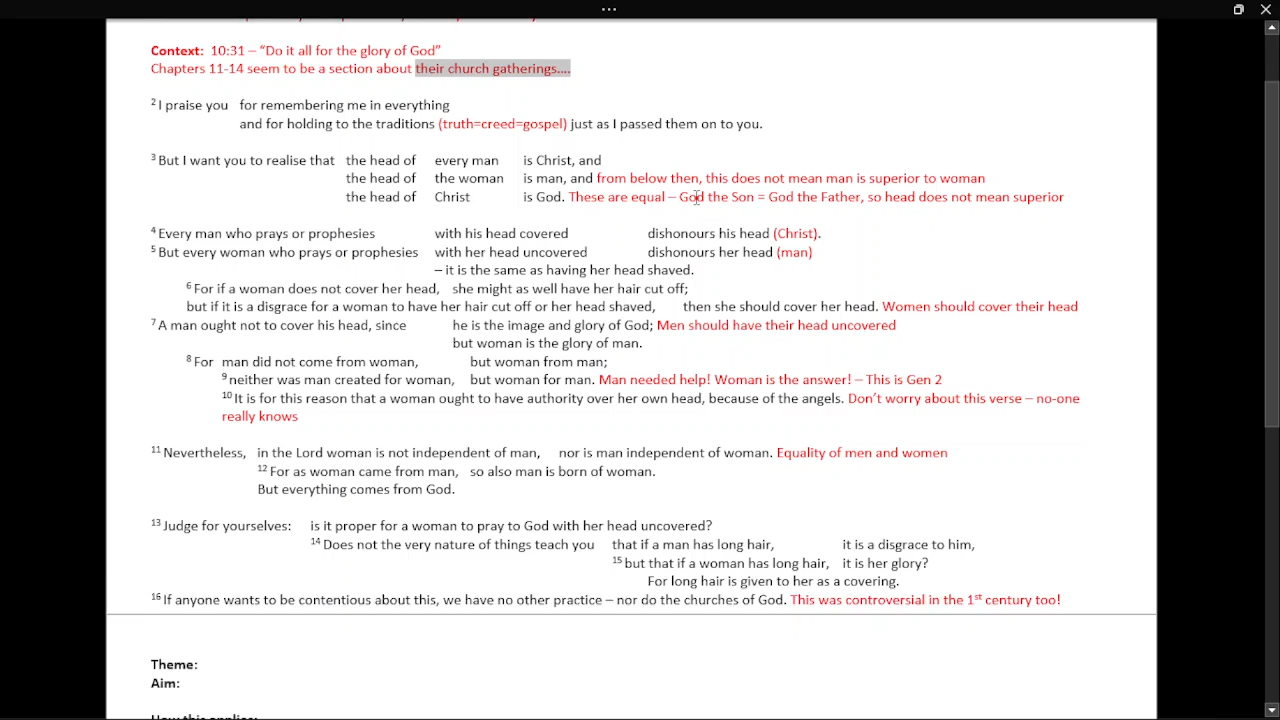 Context: 10:31 – “Do it all for the glory of God”
Chapters 11-14 seem to be a section about their church gatherings....
2 I praise you for remembering me in everything
and for holding to the traditions (truth=creed=gospel) just as I passed them on to you.
3 But I want you to realise that the head of every man is Christ, and
the head of the woman is man, and from below then, this does not mean man is superior to woman
the head of Christ is God. These are equal – God the Son = God the Father, so head does not mean superior
4 Every man who prays or prophesies with his head covered dishonours his head (Christ).
5 But every woman who prays or prophesies with her head uncovered dishonours her head (man)
– it is the same as having her head shaved.
6 For if a woman does not cover her head, she might as well have her hair cut off;
but if it is a disgrace for a woman to have her hair cut off or her head shaved, then she should cover her head. Women should cover their head
7 A man ought not to cover his head, since he is the image and glory of God; Men should have their head uncovered
but woman is the glory of man.
8 For man did not come from woman, but woman from man;
9 neither was man created for woman, but woman for man. Man needed help! Woman is the answer! – This is Gen 2
10 It is for this reason that a woman ought to have authority over her own head, because of the angels. Don’t worry about this verse – no-one
really knows
11 Nevertheless, in the Lord woman is not independent of man, nor is man independent of woman. Equality of men and women
12 For as woman came from man, so also man is born of woman.
But everything comes from God.
13 Judge for yourselves: is it proper for a woman to pray to God with her head uncovered?
14 Does not the very nature of things teach you that if a man has long hair, it is a disgrace to him,
15 but that if a woman has long hair, it is her glory?
For long hair is given to her as a covering.
16 If anyone wants to be contentious about this, we have no other practice – nor do the churches of God. This was controversial in the 1st century too!
Theme:
Aim:
How this applies: